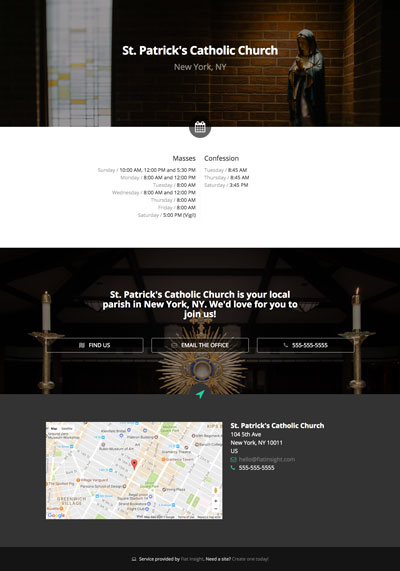 St. Patrick's Catholic Church
New York, NY
Masses
Sunday / 10:00 AM, 12:00 PM and 5:30 PM
Monday / 8:00 AM and 12:00 PM
Tuesday / 8:00 AM
Wednesday / 8:00 AM and 12:00 PM
Thursday / 8:00 AM
Friday / 8:00 AM
Saturday / 5:00 PM (Vigil)
Confession
Tuesday / 8:45 AM
Thursday / 8:45 AM
Saturday / 3:45 PM
St. Patrick's Catholic Church is your local
parish in New York, NY. We'd love for you to
join us!
FIND US
EMAIL THE OFFICE
555-555-5555
Map
Satellite
GREENWICH
VILLAGE
St. Patrick's Catholic Church
104 5th Ave
New York, NY 10011
US
hello@fiatinsight.com
555-555-5555
Service provided by Fiat Insight. Need a site? Create one today!